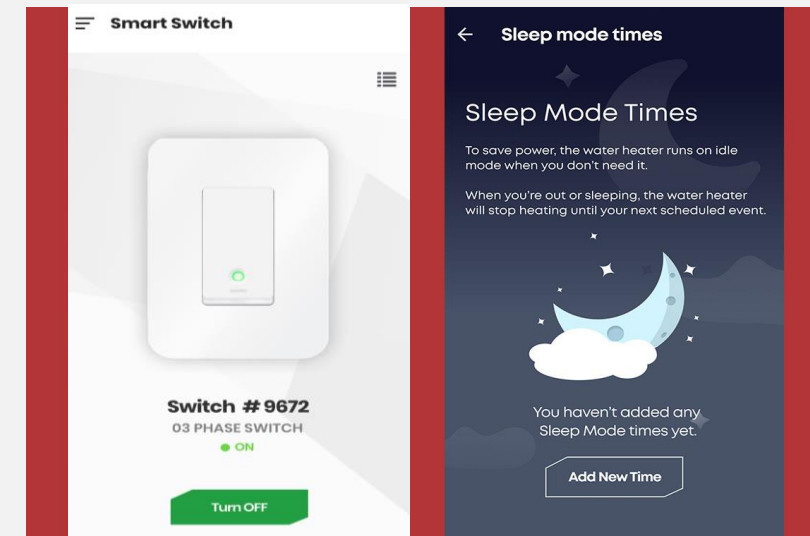 Smart Switch
Switch # 9672
03 PHASE SWITCH
ON
Turn OFF
Sleep mode times
Sleep Mode Times
To save power, the water heater runs on idle
mode when you don't need it.
When you're out or sleeping, the water heater
will stop heating until your next scheduled event.
You haven't added any
Sleep Mode times yet.
Add New Time